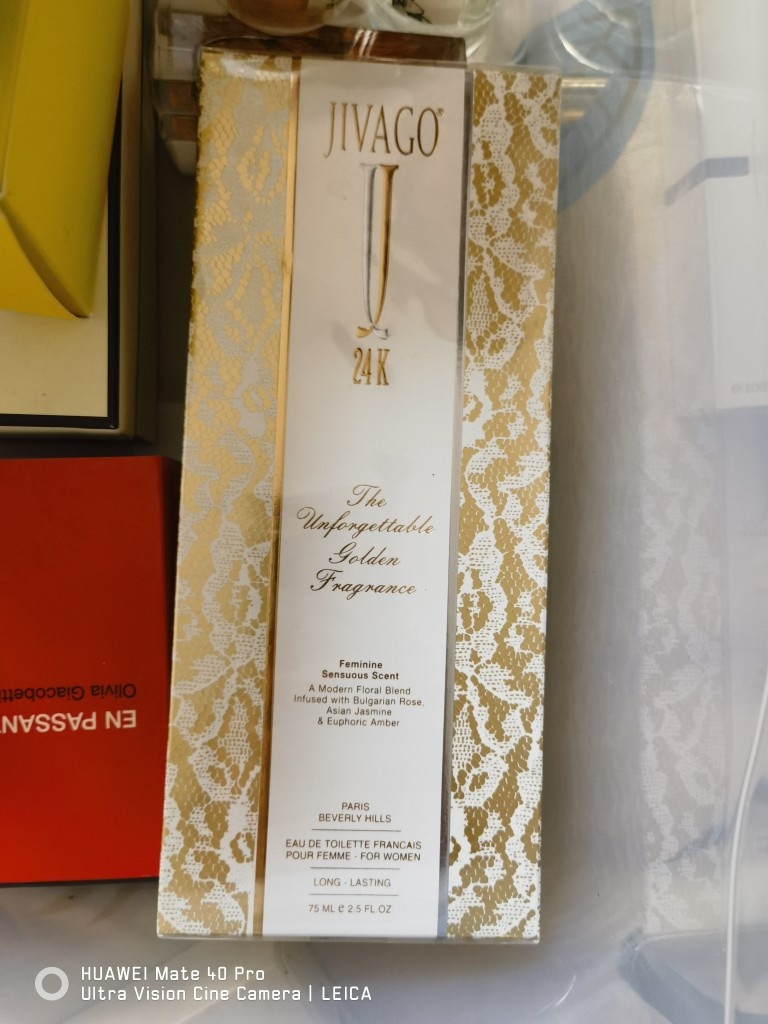 JIVAGO
24K
The
Unforgettable
Golden
Fragrance
Feminine
Sensuous Scent
A Modern Floral Blend
Infused with Bulgarian Rose,
Asian Jasmine
& Euphoric Amber
PARIS
BEVERLY HILLS
EAU DE TOILETTE FRANCAIS
POUR FEMME - FOR WOMEN
LONG - LASTING
75 ML e 2.5 FL.OZ
EN PASSANT
Olivia Giacobetti
HUAWEI Mate 40 Pro
Ultra Vision Cine Camera | LEICA